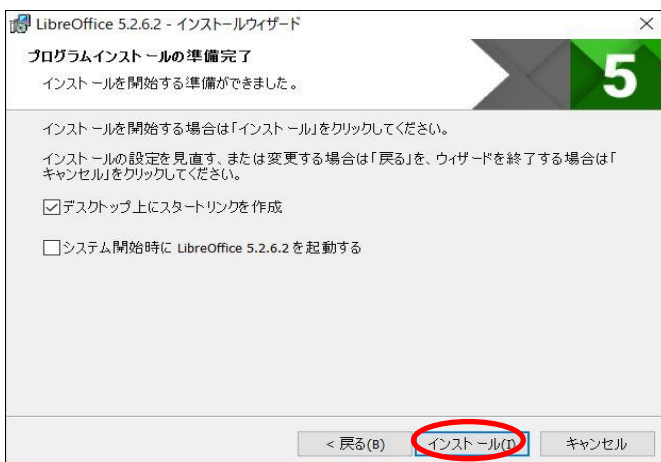 LibreOffice 5.2.6.2 - インストールウィザード
プログラムインストールの準備完了
インストールを開始する準備ができました。
5
インストールを開始する場合は「インストール」をクリックしてください。
インストールの設定を見直す、または変更する場合は「戻る」を、ウィザードを終了する場合は「
キャンセル」をクリックしてください。
デスクトップ上にスタートリンクを作成
システム開始時に LibreOffice 5.2.6.2 を起動する
< 戻る(B) インストール(I) キャンセル